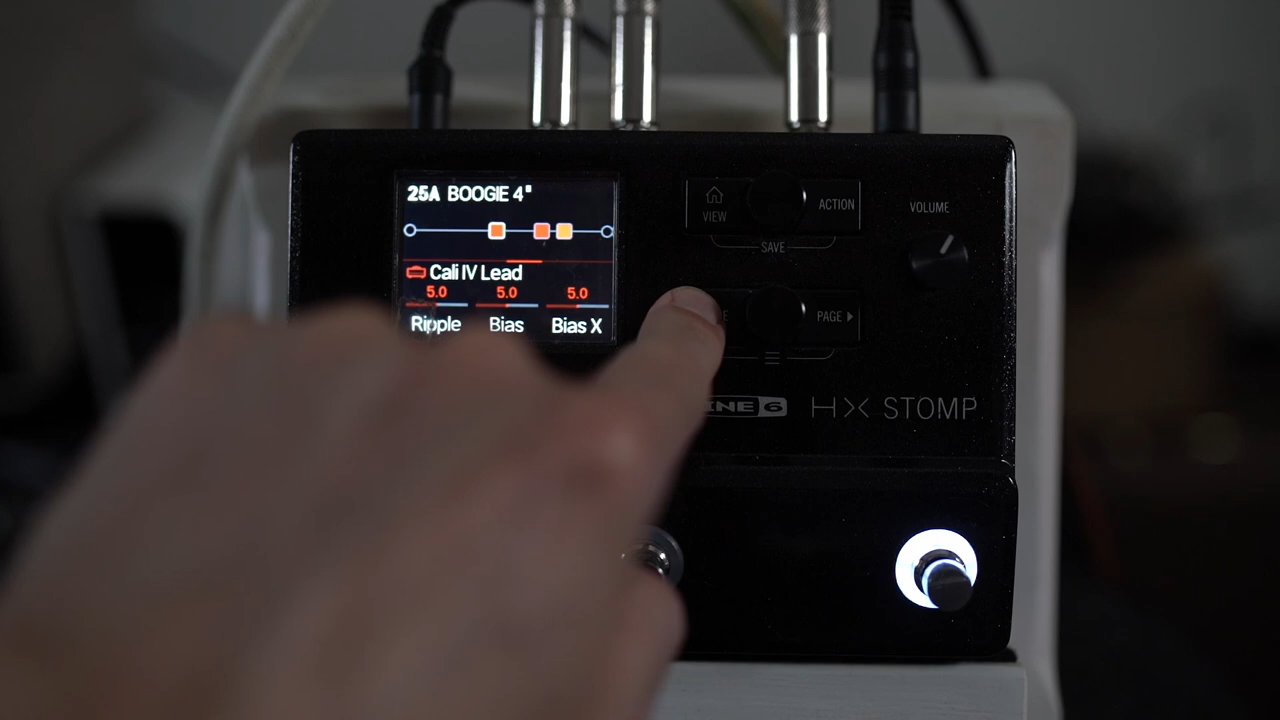 25A BOOGIE 4"
Cali IV Lead
5.0 5.0 5.0
Ripple Bias Bias X
VIEW
ACTION
SAVE
VOLUME
PAGE
HX STOMP